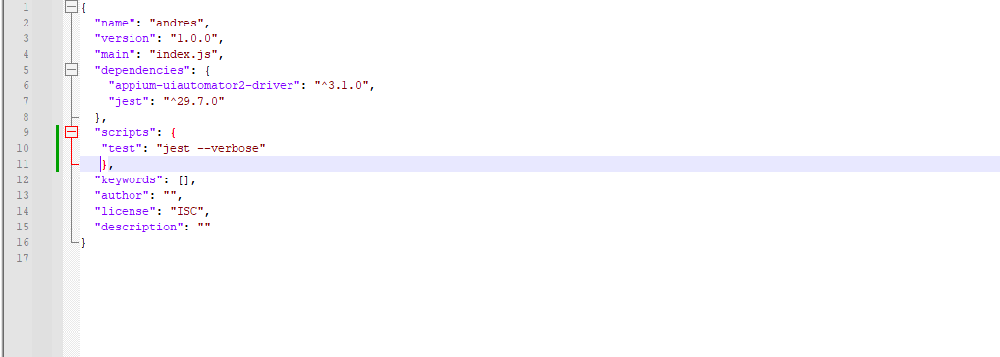 1 {
2   "name": "andres",
3   "version": "1.0.0",
4   "main": "index.js",
5   "dependencies": {
6     "appium-uiautomator2-driver": "^3.1.0",
7     "jest": "^29.7.0"
8   },
9   "scripts": {
10    "test": "jest --verbose"
11    },
12   "keywords": [],
13   "author": "",
14   "license": "ISC",
15   "description": ""
16 }
17